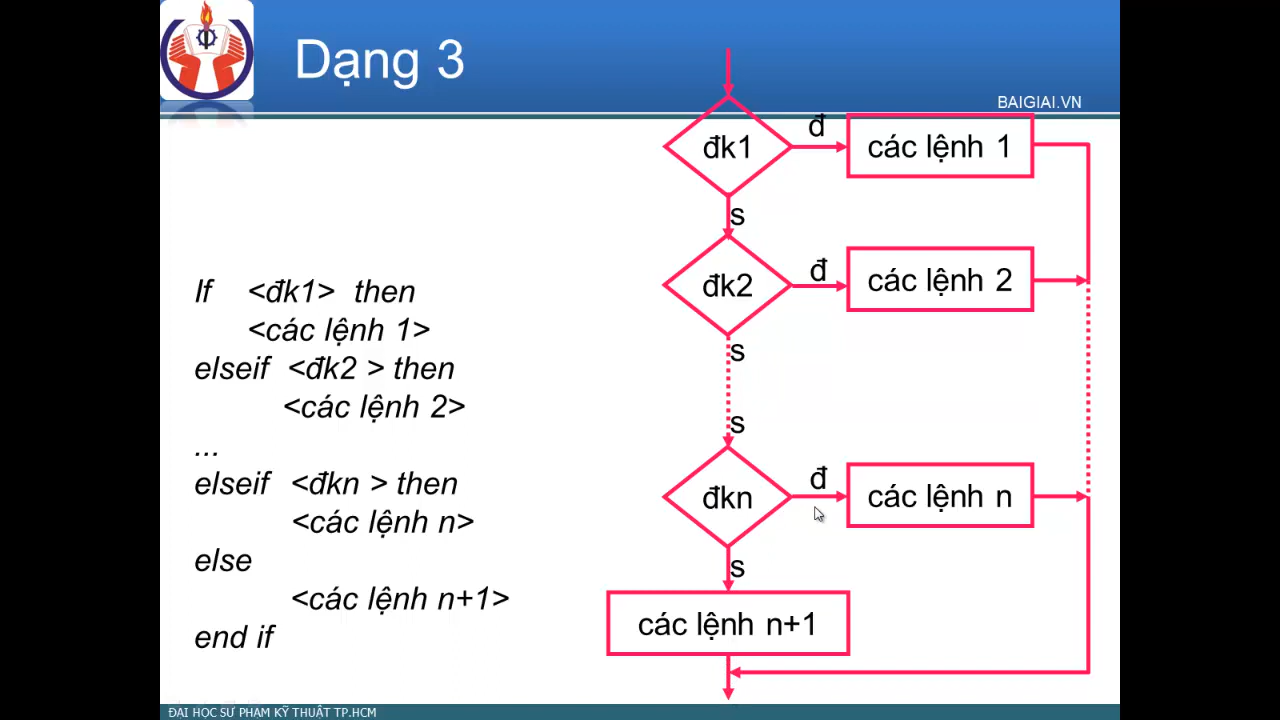 Dạng 3
BAIGIAI.VN
If <đk1> then
<các lệnh 1>
elseif <đk2 > then
<các lệnh 2>
...
elseif <đkn > then
<các lệnh n>
else
<các lệnh n+1>
end if
đk1
đ
các lệnh 1
s
đk2
đ
các lệnh 2
s
s
đkn
đ
các lệnh n
s
các lệnh n+1
ĐẠI HỌC SƯ PHẠM KỸ THUẬT TP.HCM